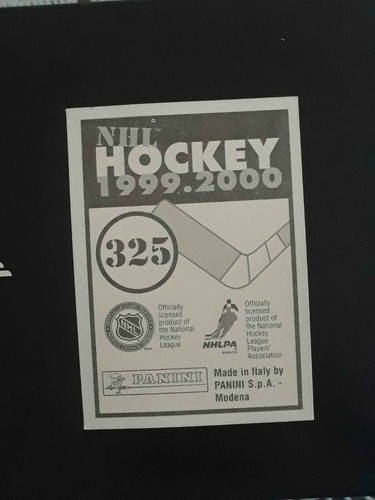 NHL™
HOCKEY
1999.2000
325
Officially
licensed
product of
the National
Hockey
League
NHL
Officially
licensed
product of
the National
Hockey
League
Players'
Association
NHLPA
PANINI
Made in Italy by
PANINI S.p.A. -
Modena